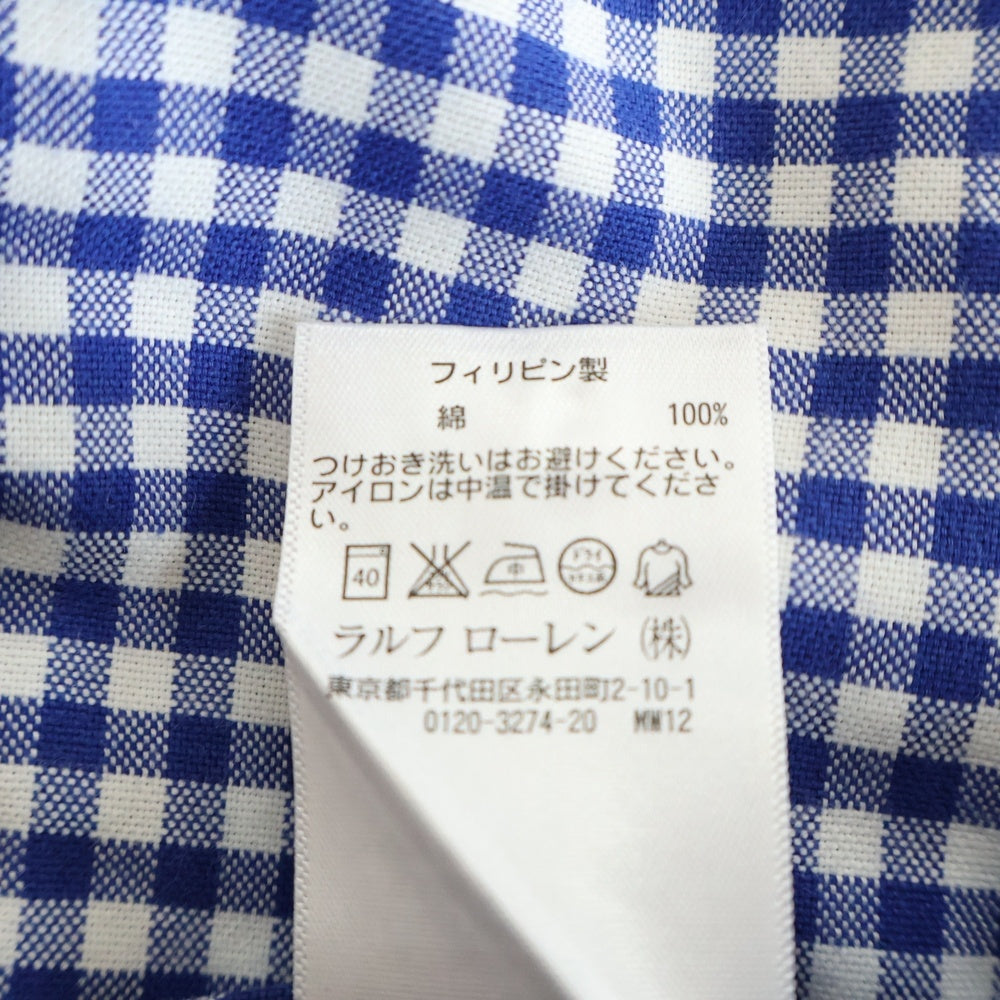 フィリピン製
綿 100%
つけおき洗いはお避けください。
アイロンは中温で掛けてくださ
い。
40 中 ドライ
ラルフ ローレン (株)
東京都千代田区永田町2-10-1
0120-3274-20 MM12